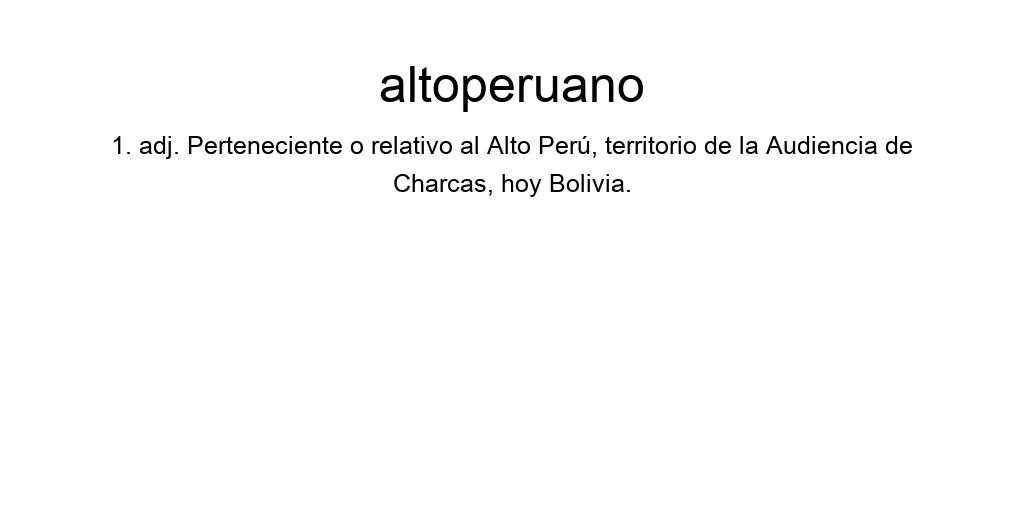 altoperuano
1. adj. Perteneciente o relativo al Alto Perú, territorio de la Audiencia de
Charcas, hoy Bolivia.